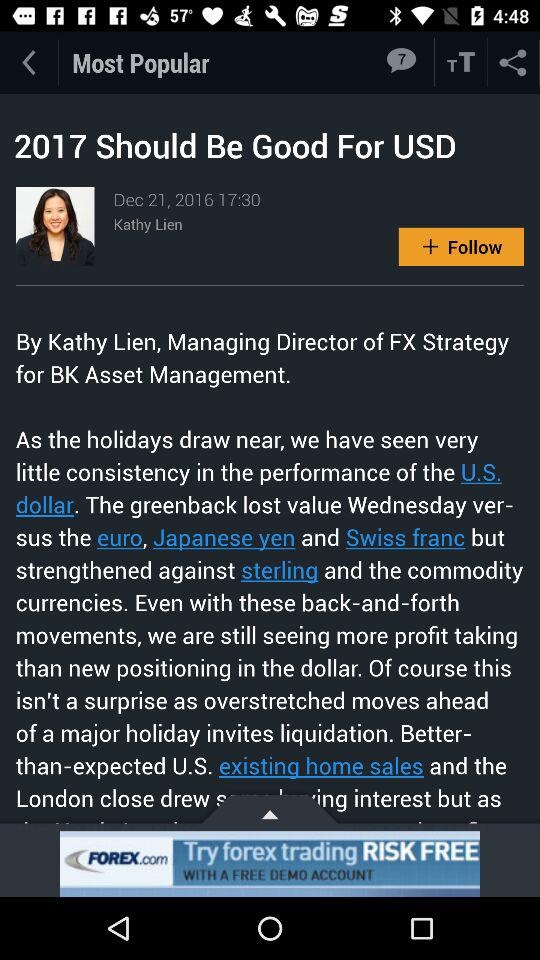 57° 4:48
Most Popular 7 TT
2017 Should Be Good For USD
Dec 21, 2016 17:30
Kathy Lien
+ Follow
By Kathy Lien, Managing Director of FX Strategy
for BK Asset Management.
As the holidays draw near, we have seen very
little consistency in the performance of the U.S.
dollar. The greenback lost value Wednesday ver-
sus the euro, Japanese yen and Swiss franc but
strengthened against sterling and the commodity
currencies. Even with these back-and-forth
movements, we are still seeing more profit taking
than new positioning in the dollar. Of course this
isn't a surprise as overstretched moves ahead
of a major holiday invites liquidation. Better-
than-expected U.S. existing home sales and the
London close drew some buying interest but as
FOREX.com Try forex trading RISK FREE
WITH A FREE DEMO ACCOUNT